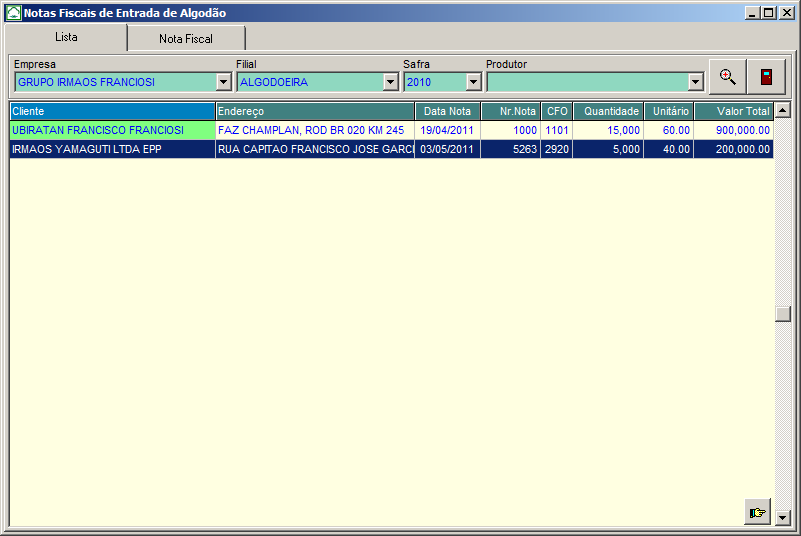 Notas Fiscais de Entrada de Algodão
Lista Nota Fiscal
Empresa Filial Safra Produtor
GRUPO IRMAOS FRANCIOSI ALGODOEIRA 2010
Cliente Endereço Data Nota Nr.Nota CFO Quantidade Unitário Valor Total
UBIRATAN FRANCISCO FRANCIOSI FAZ CHAMPLAN, ROD BR 020 KM 245 19/04/2011 1000 1101 15,000 60.00 900,000.00
IRMAOS YAMAGUTI LTDA EPP RUA CAPITAO FRANCISCO JOSE GARCI 03/05/2011 5263 2920 5,000 40.00 200,000.00